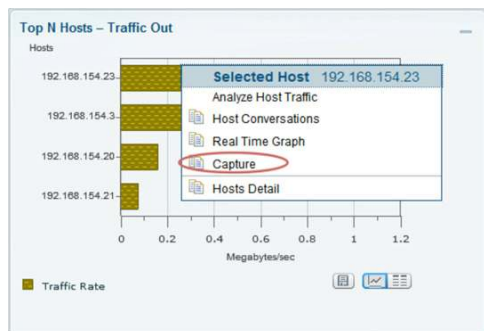 Top N Hosts – Traffic Out
Hosts
192.168.154.23
192.168.154.3
192.168.154.20
192.168.154.21
Selected Host 192.168.154.23
Analyze Host Traffic
Host Conversations
Real Time Graph
Capture
Hosts Detail
0 0.2 0.4 0.6 0.8 1 1.2
Megabytes/sec
Traffic Rate